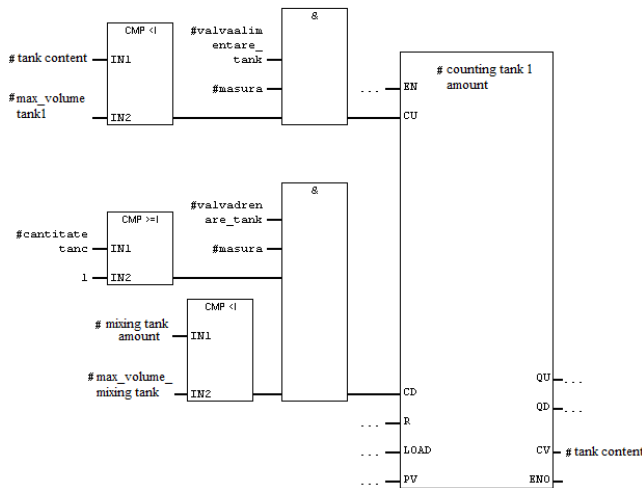 CMP <I
# tank content
IN1
#max_volume
tank1
IN2
&
#valvaalim
entare_
tank
#masura
# counting tank 1
amount
... EN
CU
CMP >=I
#cantitate
tanc
IN1
1
IN2
&
#valvadren
are_tank
#masura
CMP <I
# mixing tank
amount
IN1
#max_volume_
mixing tank
IN2
CD
... R
... LOAD
... PV
QU ...
QD ...
CV # tank content
ENO